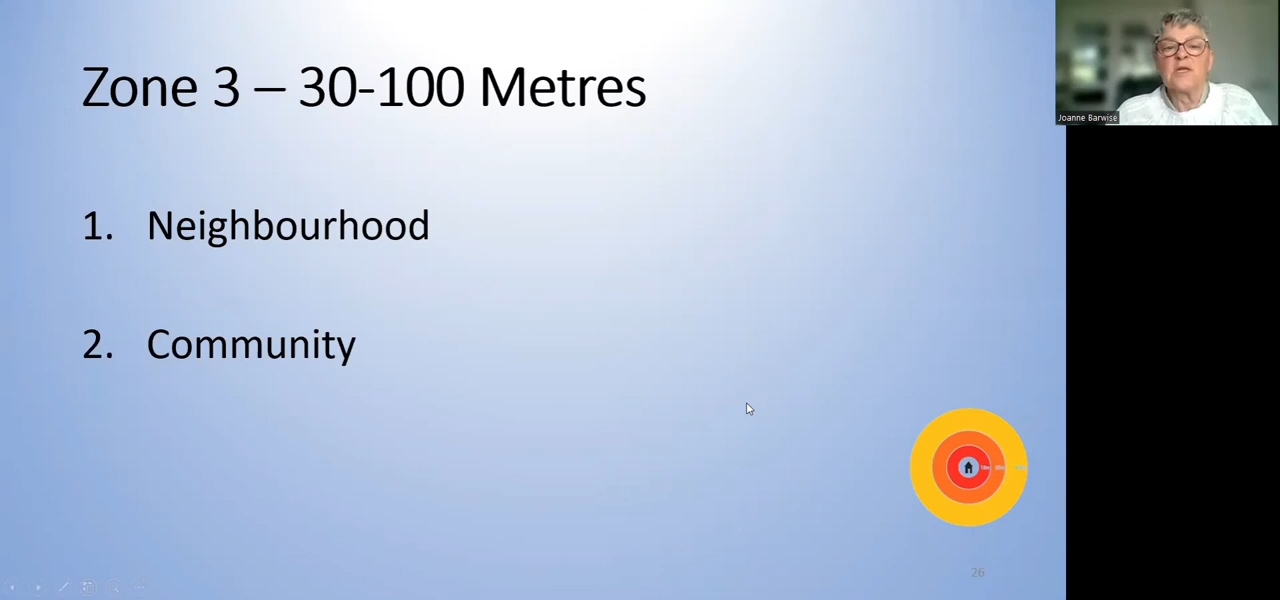 Zone 3 – 30-100 Metres
1. Neighbourhood
2. Community
26
Joanne Barwise